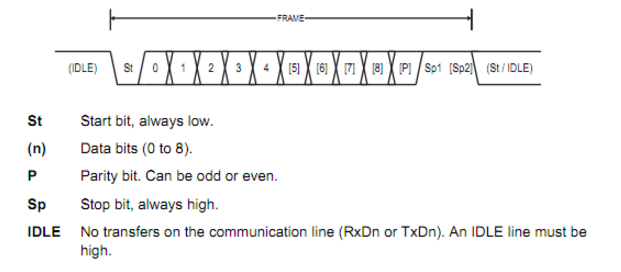 FRAME
(IDLE) St 0 1 2 3 4 [5] [6] [7] [8] [P] Sp1 [Sp2] (St / IDLE)
St Start bit, always low.
(n) Data bits (0 to 8).
P Parity bit. Can be odd or even.
Sp Stop bit, always high.
IDLE No transfers on the communication line (RxDn or TxDn). An IDLE line must be
high.